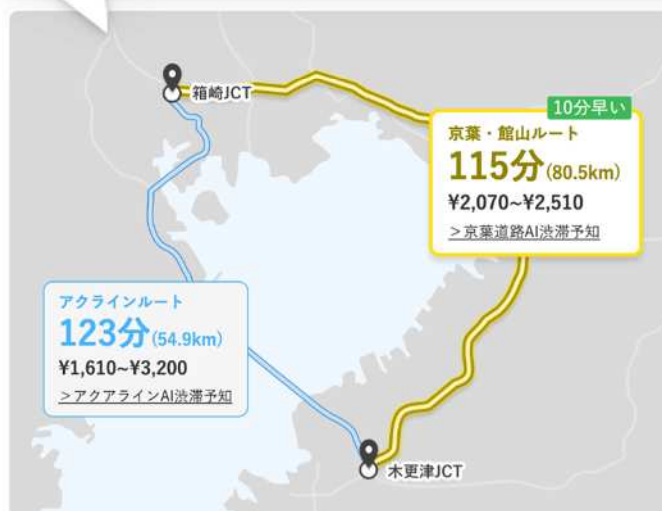 箱崎JCT
10分早い
京葉・館山ルート
115分(80.5km)
¥2,070~¥2,510
>京葉道路AI渋滞予知
アクラインルート
123分(54.9km)
¥1,610~¥3,200
>アクアラインAI渋滞予知
木更津JCT